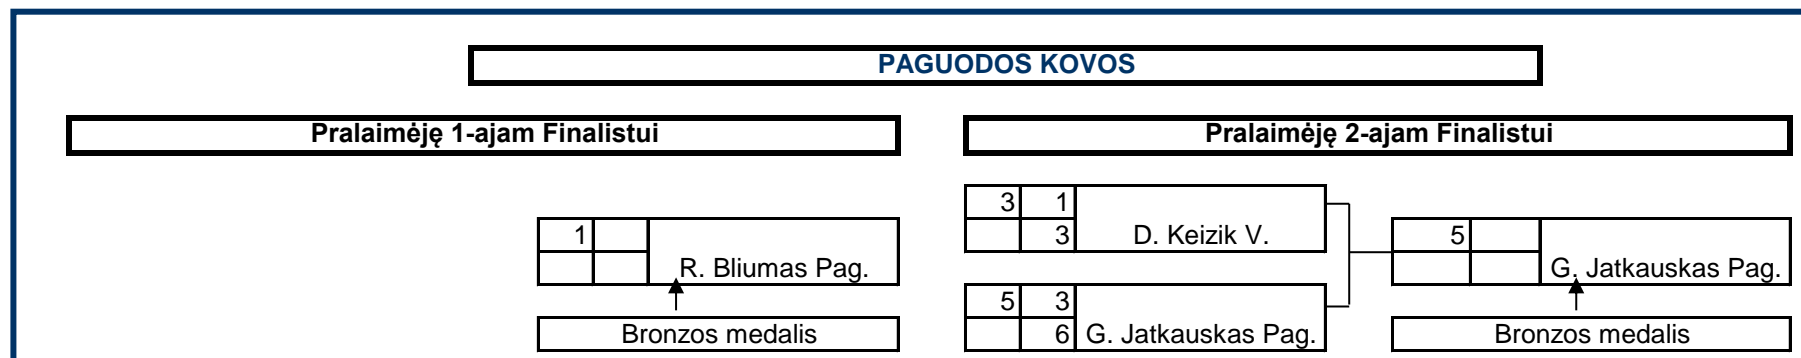 PAGUODOS KOVOS
Pralaimėję 1-ajam Finalistui
Pralaimėję 2-ajam Finalistui
3 1
3 D. Keizik V.
1
R. Bliumas Pag.
5
G. Jatkauskas Pag.
5 3
6 G. Jatkauskas Pag.
Bronzos medalis
Bronzos medalis